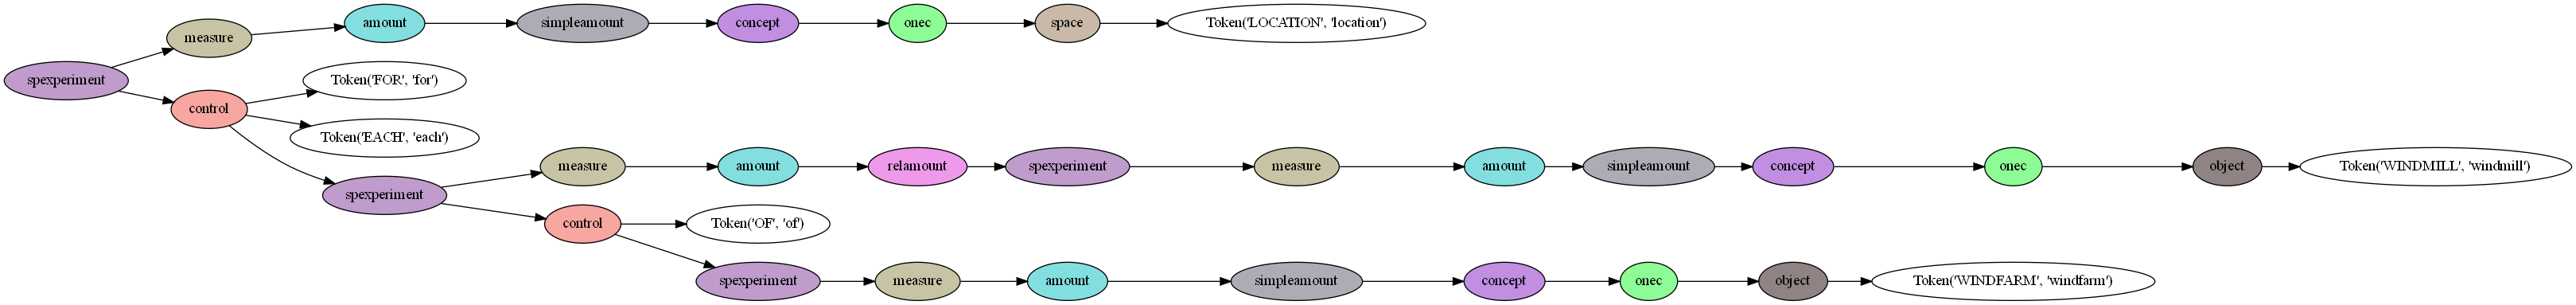 amount simpleamount concept onec space Token('LOCATION', 'location')
measure
spexperiment Token('FOR', 'for')
control
Token('EACH', 'each')
measure amount relamount spexperiment measure amount simpleamount concept onec object Token('WINDMILL', 'windmill')
spexperiment
control Token('OF', 'of')
spexperiment measure amount simpleamount concept onec object Token('WINDFARM', 'windfarm')